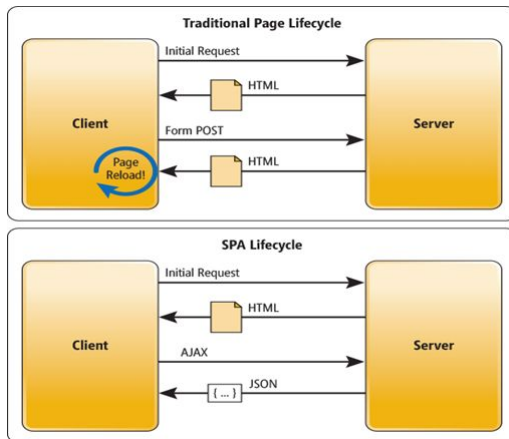 Traditional Page Lifecycle
Initial Request
HTML
Client
Server
Form POST
Page
Reload!
HTML
SPA Lifecycle
Initial Request
HTML
Client
Server
AJAX
JSON
{ ... }